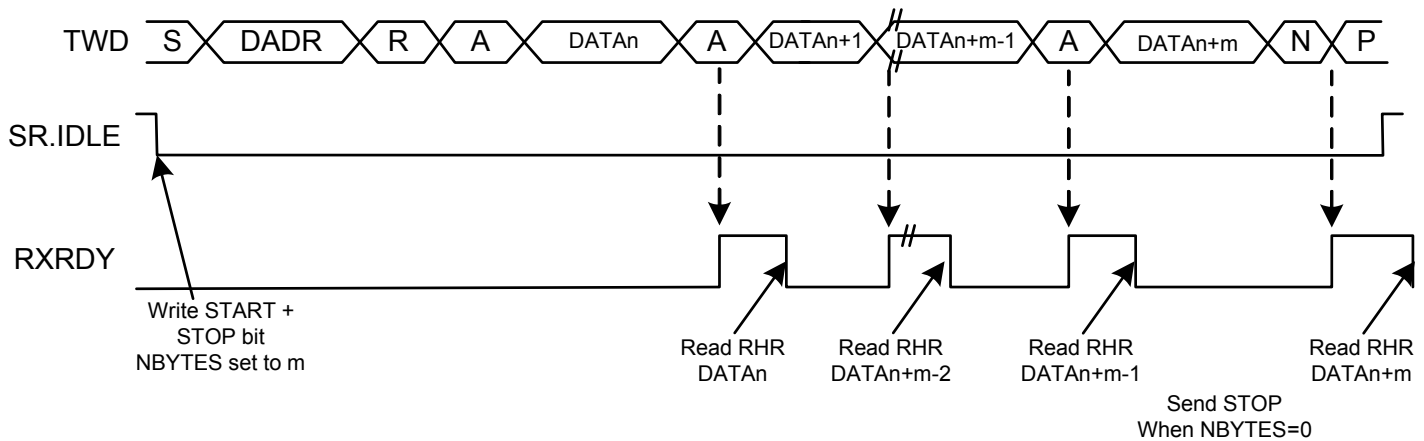 TWD S DADR R A DATAn A DATAn+1 DATAn+m-1 A DATAn+m N P
SR.IDLE
RXRDY
Write START +
STOP bit
NBYTES set to m
Read RHR
DATAn
Read RHR
DATAn+m-2
Read RHR
DATAn+m-1
Send STOP
When NBYTES=0
Read RHR
DATAn+m